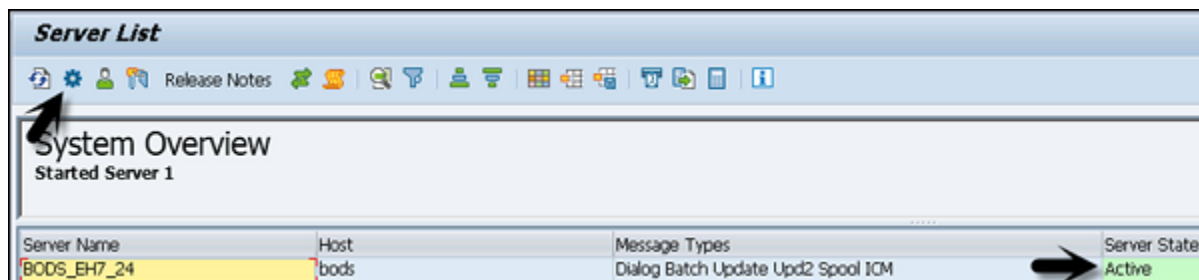 Server List
Release Notes
System Overview
Started Server 1
Server Name Host Message Types Server State
BODS_EH7_24 bods Dialog Batch Update Upd2 Spool ICM Active